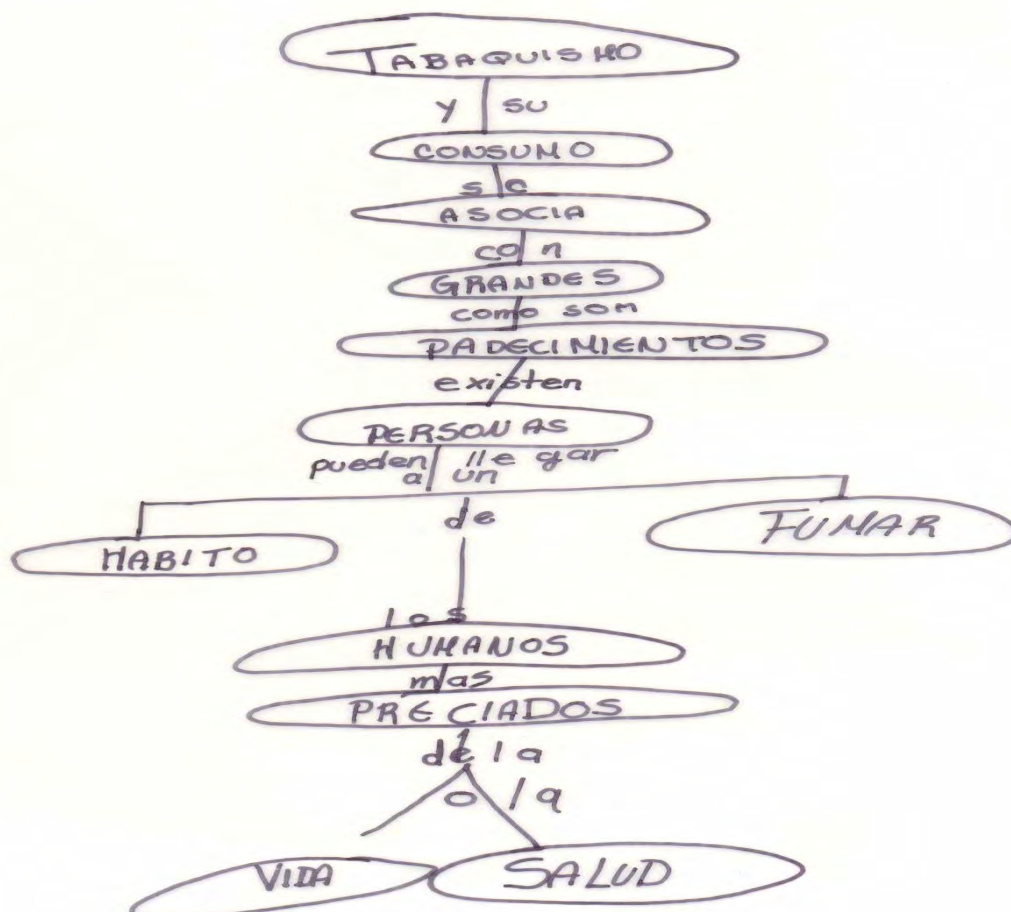 TABAQUISMO
y su
CONSUMO
se
ASOCIA
con
GRANDES
como son
PADECIMIENTOS
existen
PERSONAS
pueden llegar
a un
de
HABITO
FUMAR
los
HUMANOS
mas
PRECIADOS
de la
o la
VIDA
SALUD